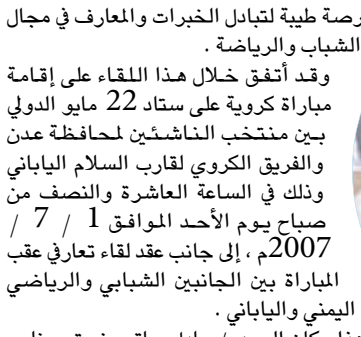 رصة طيبة لتبادل الخبرات والمعارف في مجال
الشباب والرياضة .
وقد أتفق خلال هذا اللقاء على إقامة
مباراة كروية على ستاد 22 مايو الدولي
بين منتخب الناشئين لمحافظة عدن
والفريق الكروي لقارب السلام الياباني
وذلك في الساعة العاشرة والنصف من
صباح يوم الأحد الموافق 1 / 7 /
2007م ، إلى جانب عقد لقاء تعارفي عقب
المباراة بين الجانبين الشبابي والرياضي
اليمني والياباني .